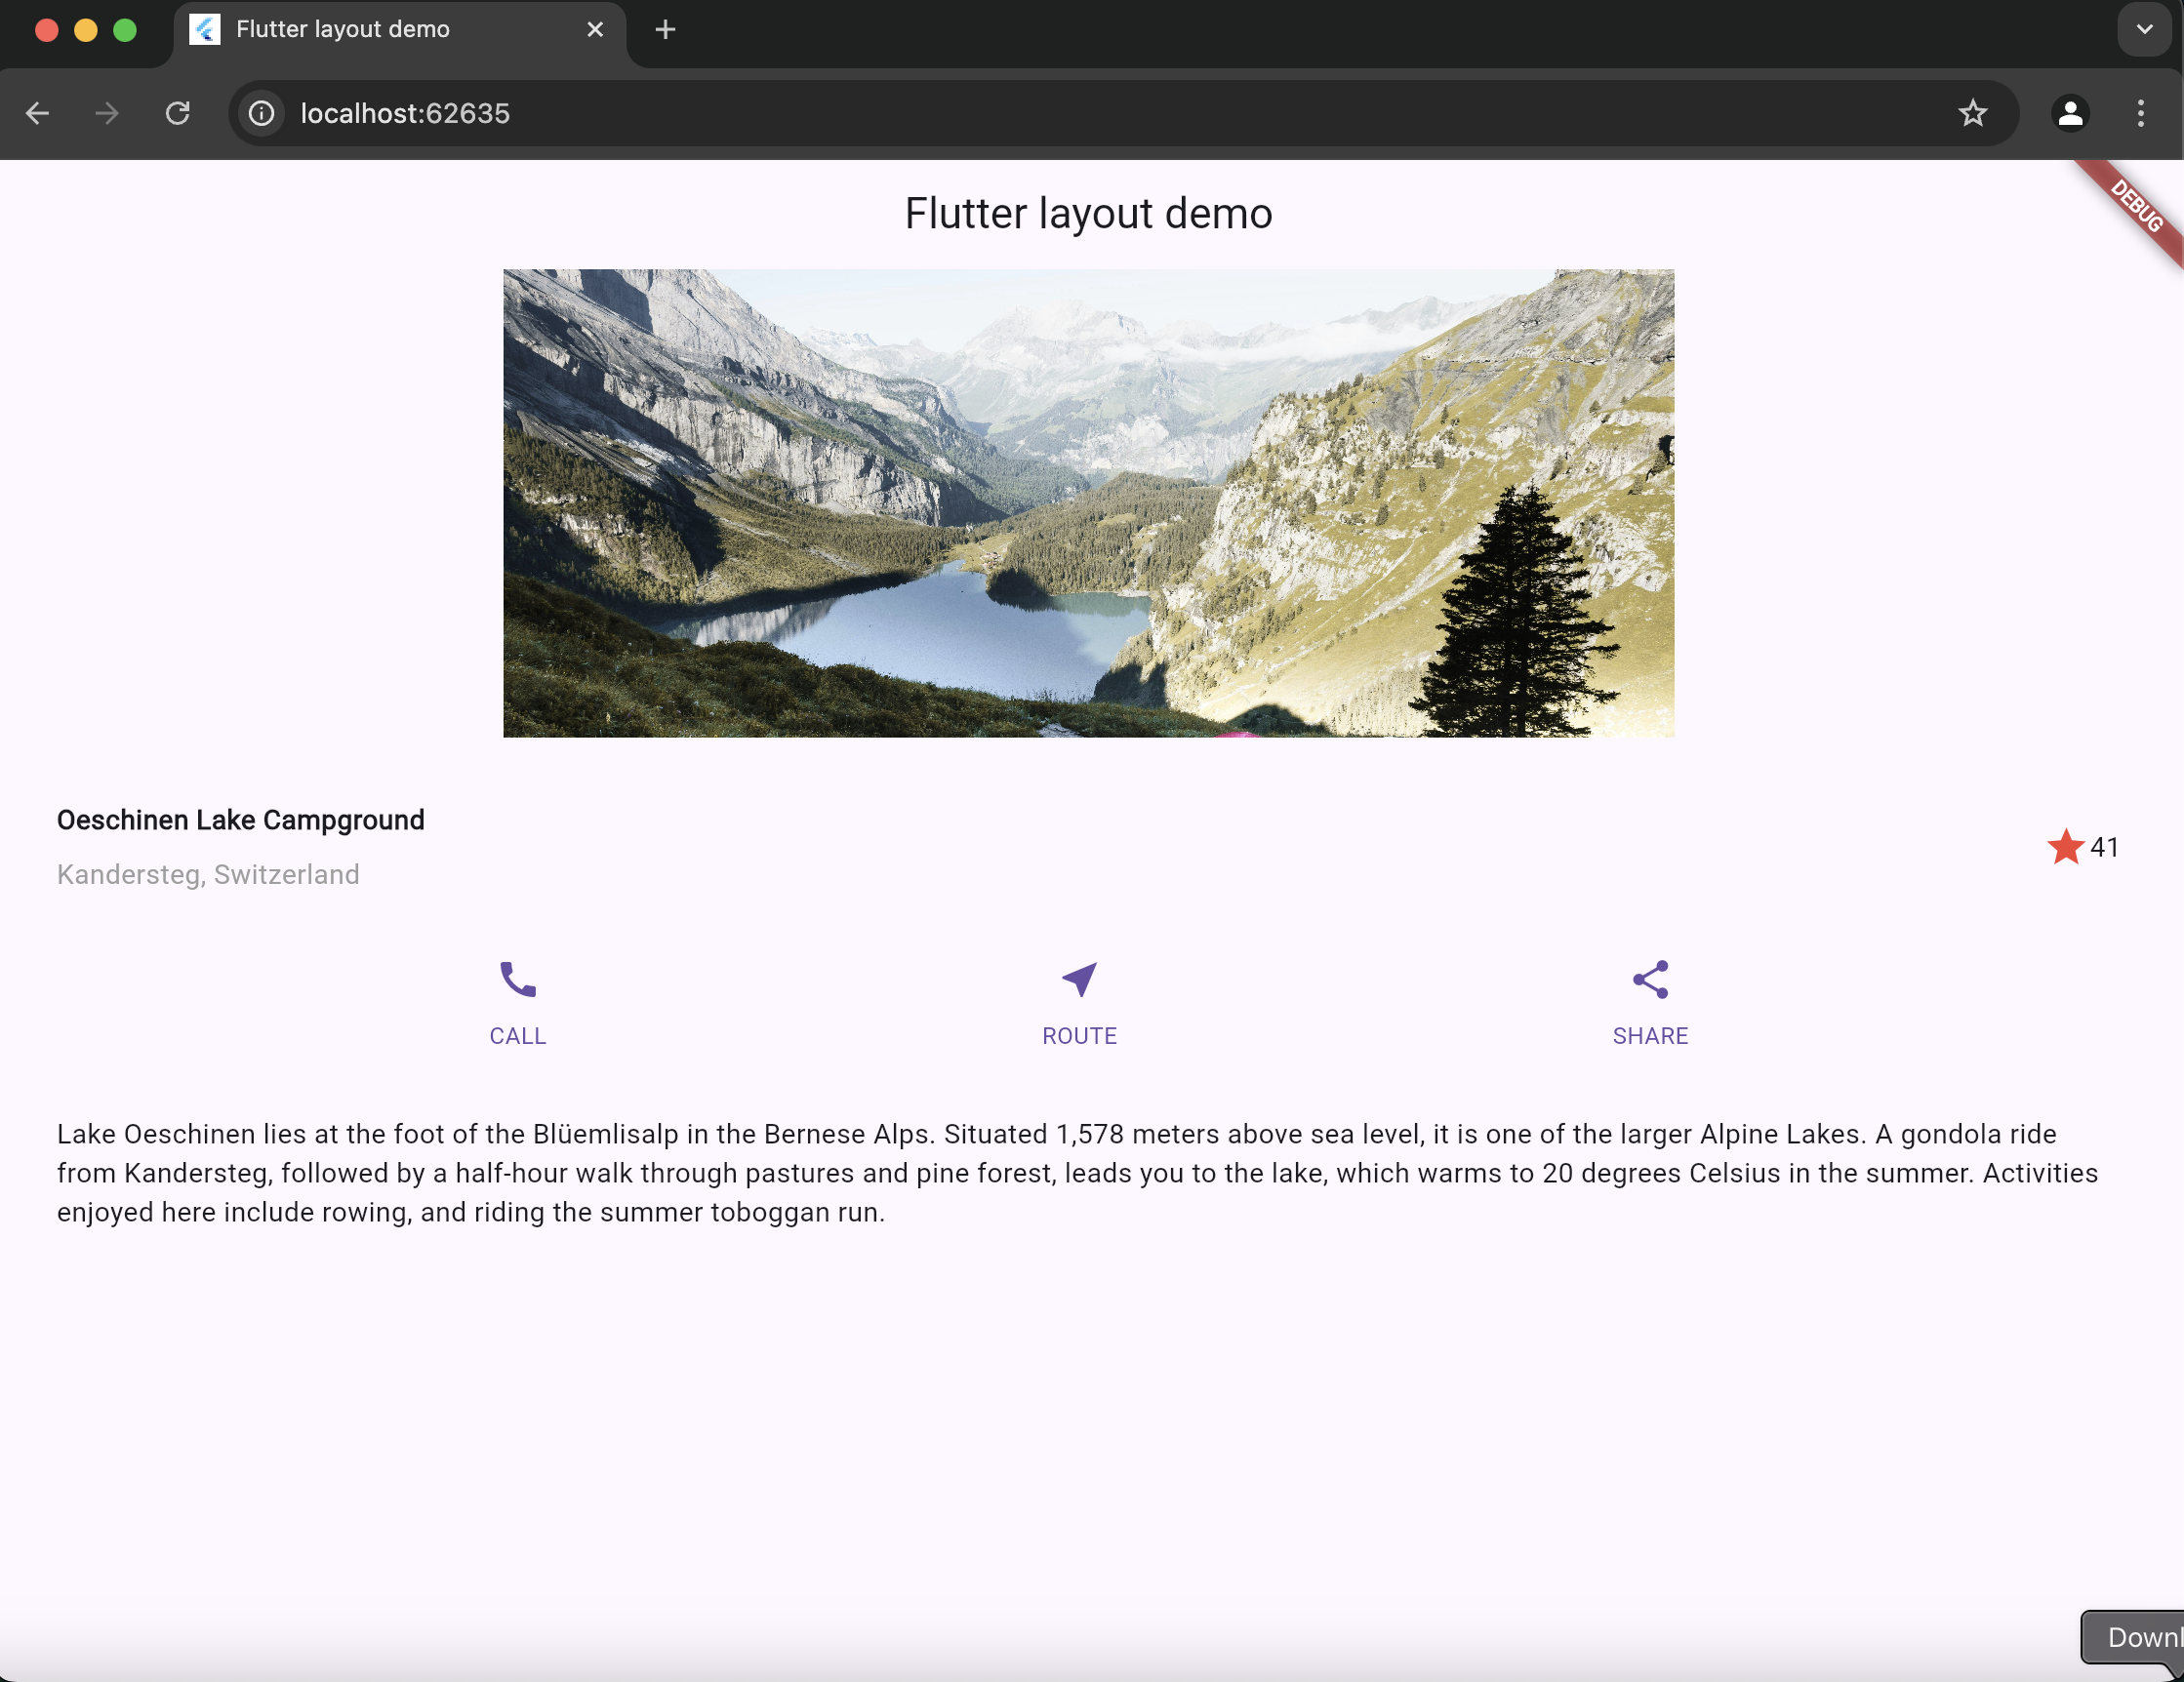 Flutter layout demo
localhost:62635
Flutter layout demo
DEBUG
Oeschinen Lake Campground
Kandersteg, Switzerland
41
CALL
ROUTE
SHARE
Lake Oeschinen lies at the foot of the Blüemlisalp in the Bernese Alps. Situated 1,578 meters above sea level, it is one of the larger Alpine Lakes. A gondola ride
from Kandersteg, followed by a half-hour walk through pastures and pine forest, leads you to the lake, which warms to 20 degrees Celsius in the summer. Activities
enjoyed here include rowing, and riding the summer toboggan run.